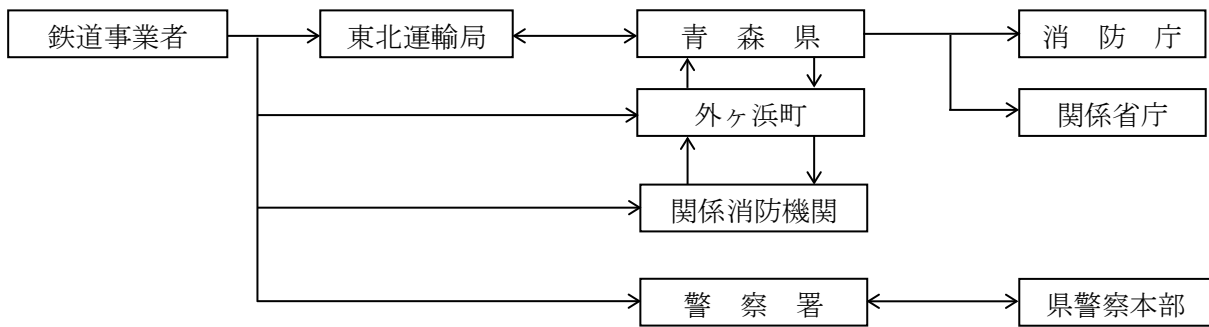 鉄道事業者
東北運輸局
青　森　県
消　防　庁
外ヶ浜町
関係省庁
関係消防機関
警　察　署
県警察本部